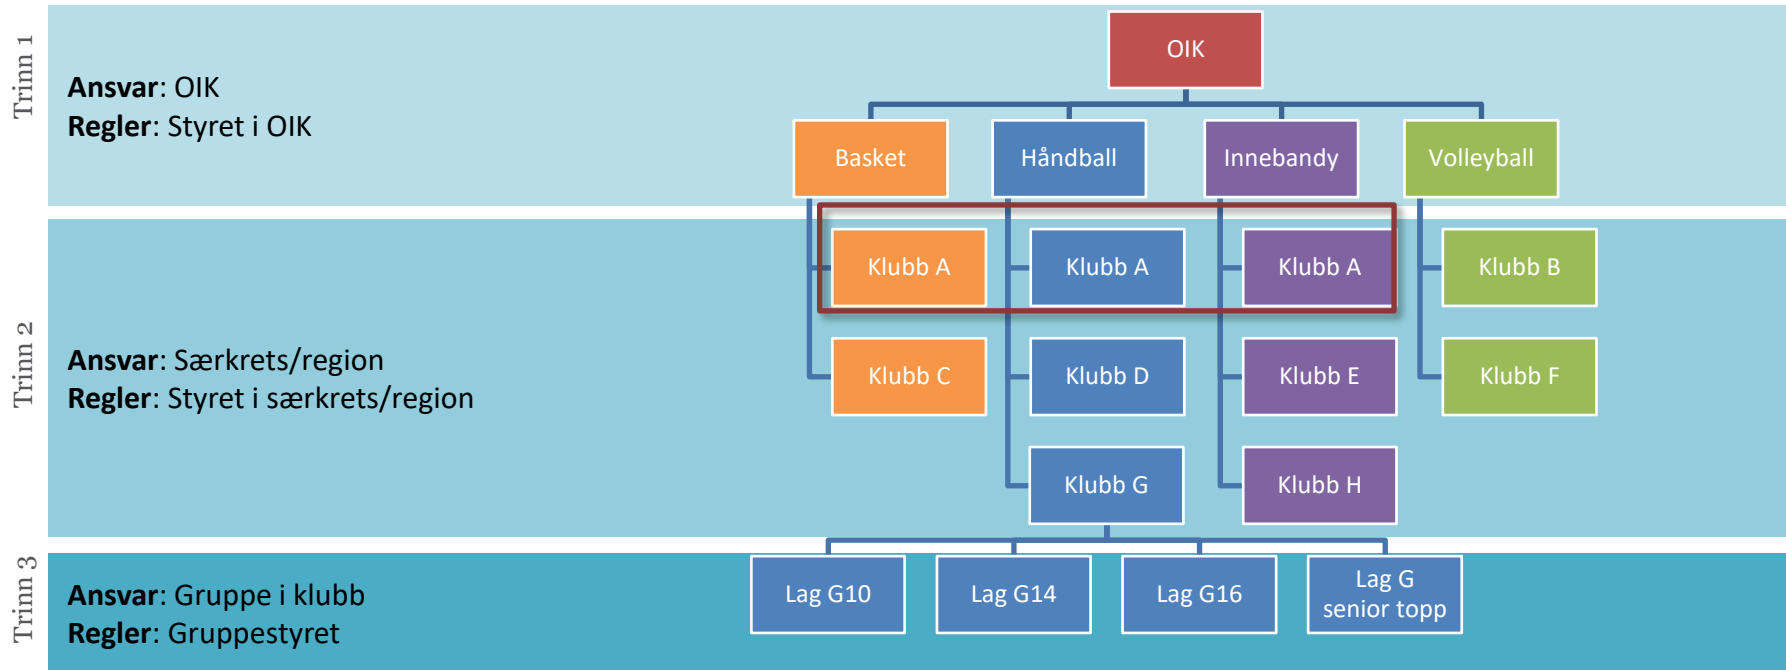 Trinn 1
Ansvar: OIK
Regler: Styret i OIK
OIK
Basket
Håndball
Innebandy
Volleyball
Trinn 2
Ansvar: Særkrets/region
Regler: Styret i særkrets/region
Klubb A
Klubb A
Klubb A
Klubb B
Klubb C
Klubb D
Klubb E
Klubb F
Klubb G
Klubb H
Trinn 3
Ansvar: Gruppe i klubb
Regler: Gruppestyret
Lag G10
Lag G14
Lag G16
Lag G
senior topp